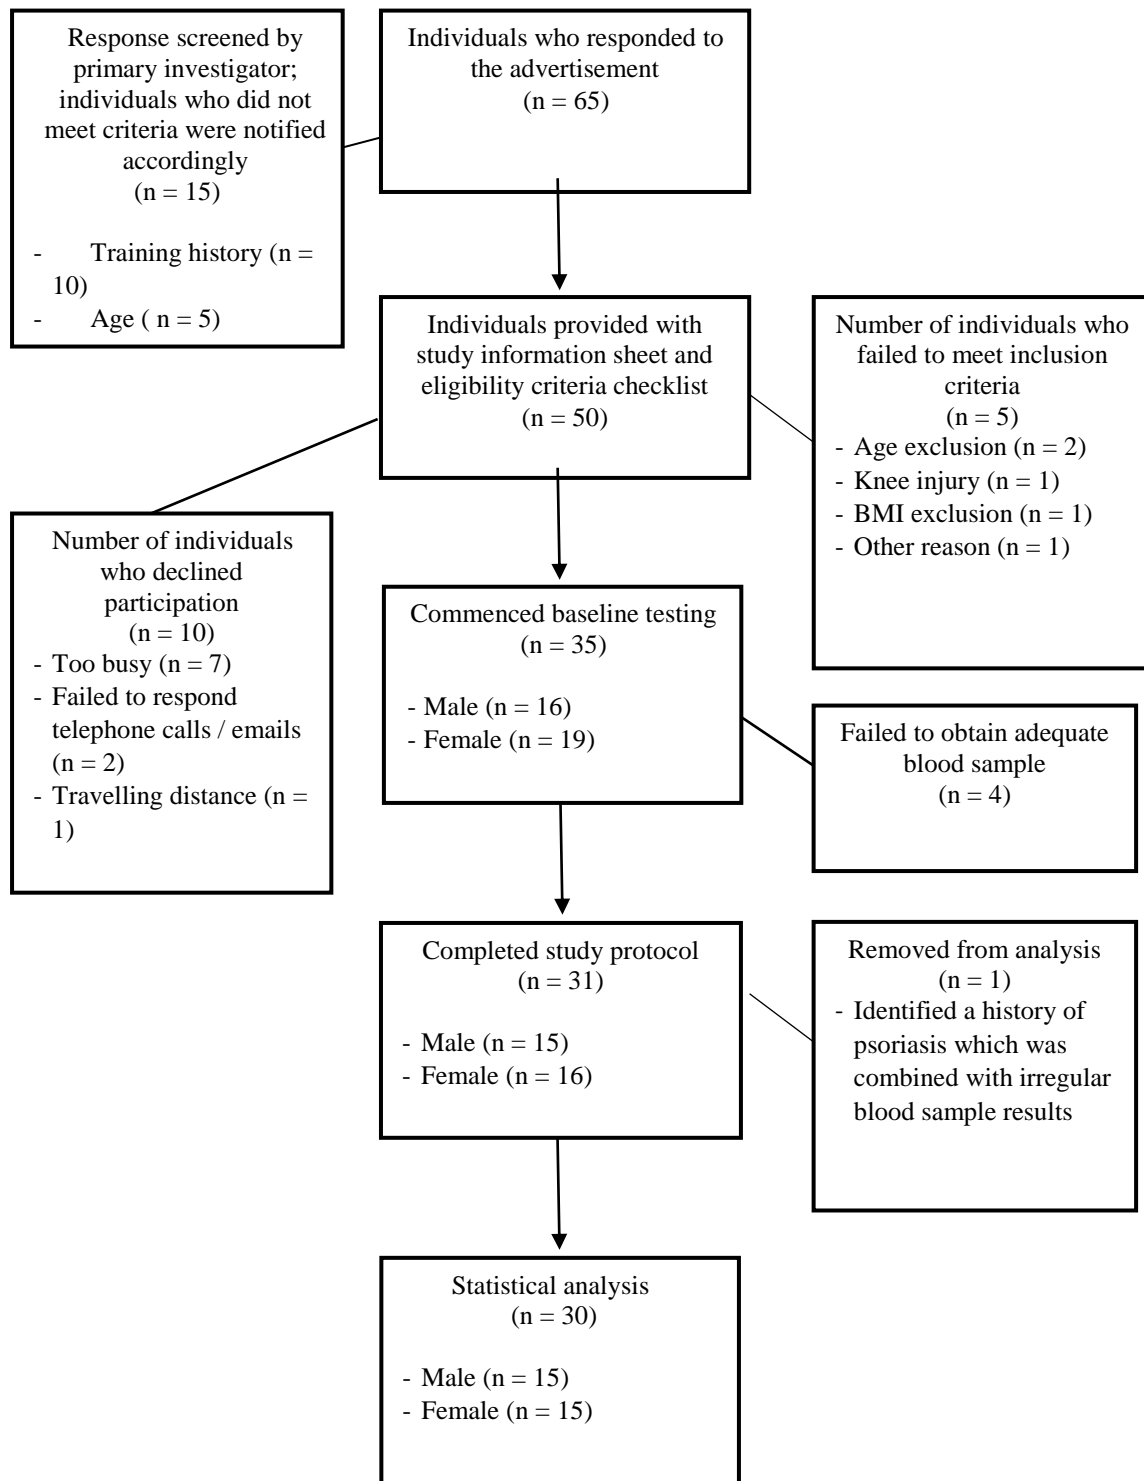 Response screened by
primary investigator;
individuals who did not
meet criteria were notified
accordingly
(n = 15)
- Training history (n =
10)
- Age ( n = 5)
Individuals who responded to
the advertisement
(n = 65)
Individuals provided with
study information sheet and
eligibility criteria checklist
(n = 50)
Number of individuals who
failed to meet inclusion
criteria
(n = 5)
- Age exclusion (n = 2)
- Knee injury (n = 1)
- BMI exclusion (n = 1)
- Other reason (n = 1)
Number of individuals
who declined
participation
(n = 10)
- Too busy (n = 7)
- Failed to respond
telephone calls / emails
(n = 2)
- Travelling distance (n =
1)
Commenced baseline testing
(n = 35)
- Male (n = 16)
- Female (n = 19)
Failed to obtain adequate
blood sample
(n = 4)
Completed study protocol
(n = 31)
- Male (n = 15)
- Female (n = 16)
Removed from analysis
(n = 1)
- Identified a history of
psoriasis which was
combined with irregular
blood sample results
Statistical analysis
(n = 30)
- Male (n = 15)
- Female (n = 15)